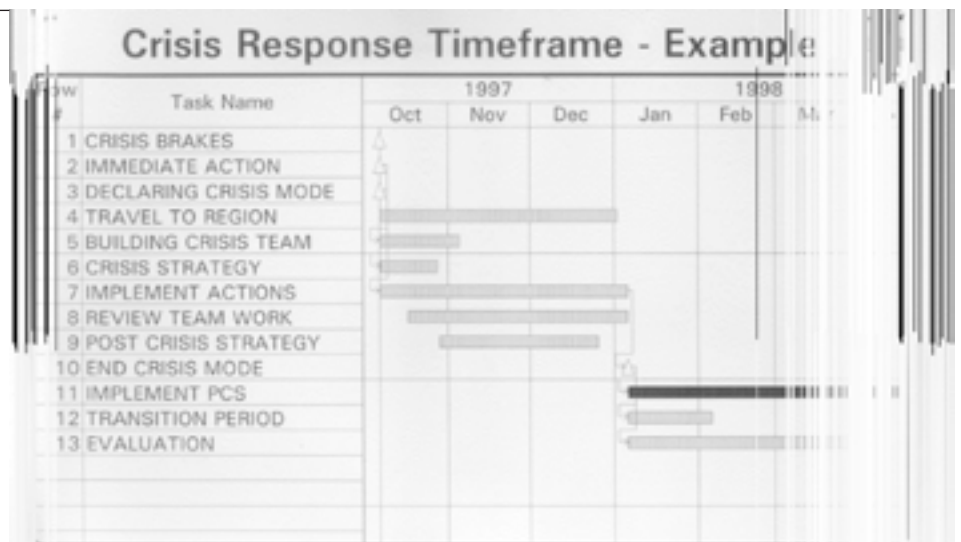 Crisis Response Timeframe - Example
Row # Task Name 1997 1998
Oct Nov Dec Jan Feb Mar
1 CRISIS BRAKES
2 IMMEDIATE ACTION
3 DECLARING CRISIS MODE
4 TRAVEL TO REGION
5 BUILDING CRISIS TEAM
6 CRISIS STRATEGY
7 IMPLEMENT ACTIONS
8 REVIEW TEAM WORK
9 POST CRISIS STRATEGY
10 END CRISIS MODE
11 IMPLEMENT PCS
12 TRANSITION PERIOD
13 EVALUATION